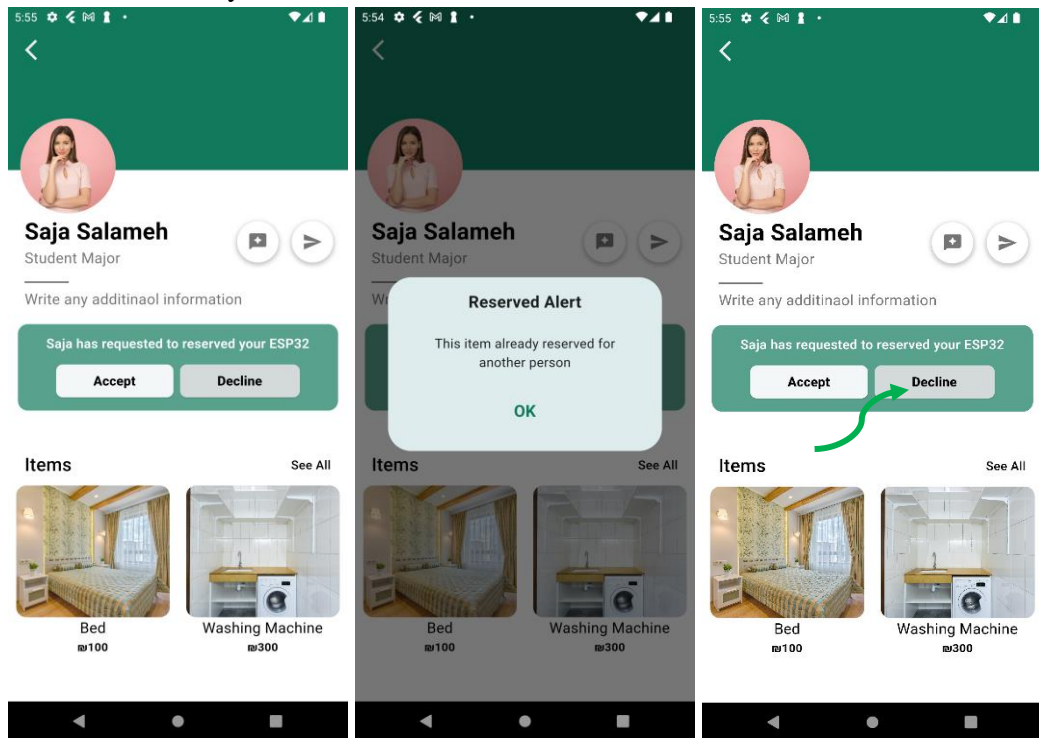 5:55
Saja Salameh
Student Major
Write any additinaol information
Saja has requested to reserved your ESP32
Accept Decline
Items See All
Bed Washing Machine
₪100 ₪300
5:54
Saja Salameh
Student Major
Wr
Reserved Alert
This item already reserved for
another person
OK
Items See All
Bed Washing Machine
₪100 ₪300
5:55
Saja Salameh
Student Major
Write any additinaol information
Saja has requested to reserved your ESP32
Accept Decline
Items See All
Bed Washing Machine
₪100 ₪300